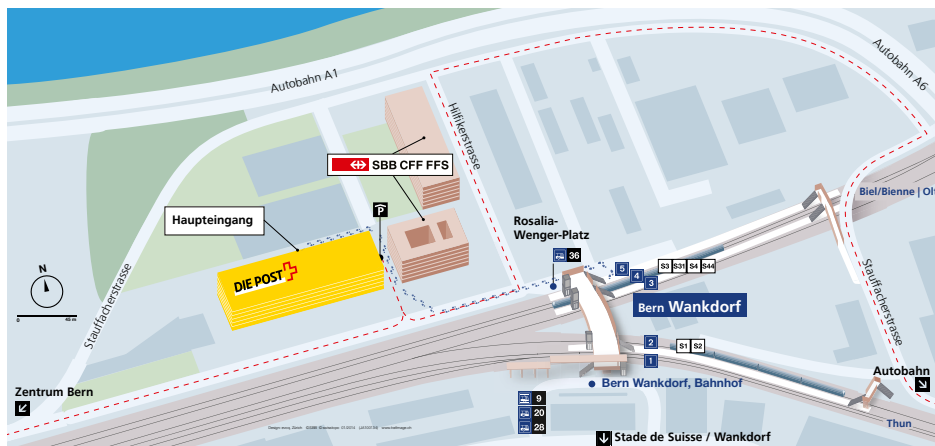 Autobahn A1
Autobahn A6
Hilfikerstrasse
SBB CFF FFS
Biel/Bienne | Olt
Haupteingang
P
Rosalia-
Wenger-Platz
36
DIE POST
N
0
48 m
5
4
3
S3 S31 S4 S44
Bern Wankdorf
Stauffacherstrasse
Stauffacherstrasse
2
S1 S2
1
Autobahn
Zentrum Bern
Bern Wankdorf, Bahnhof
9
20
28
Thun
Stade de Suisse / Wankdorf